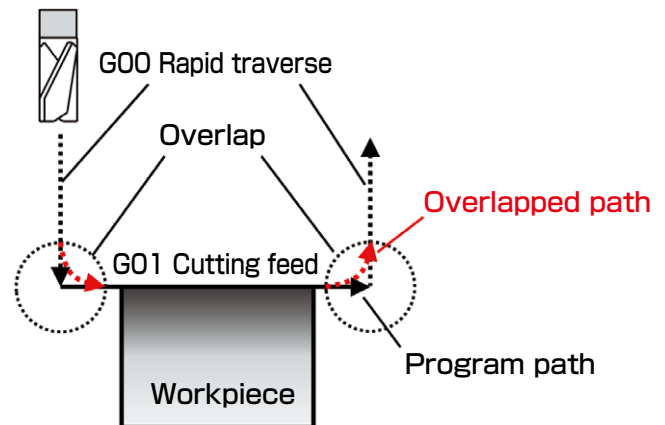 G00 Rapid traverse
Overlap
Overlapped path
G01 Cutting feed
Program path
Workpiece